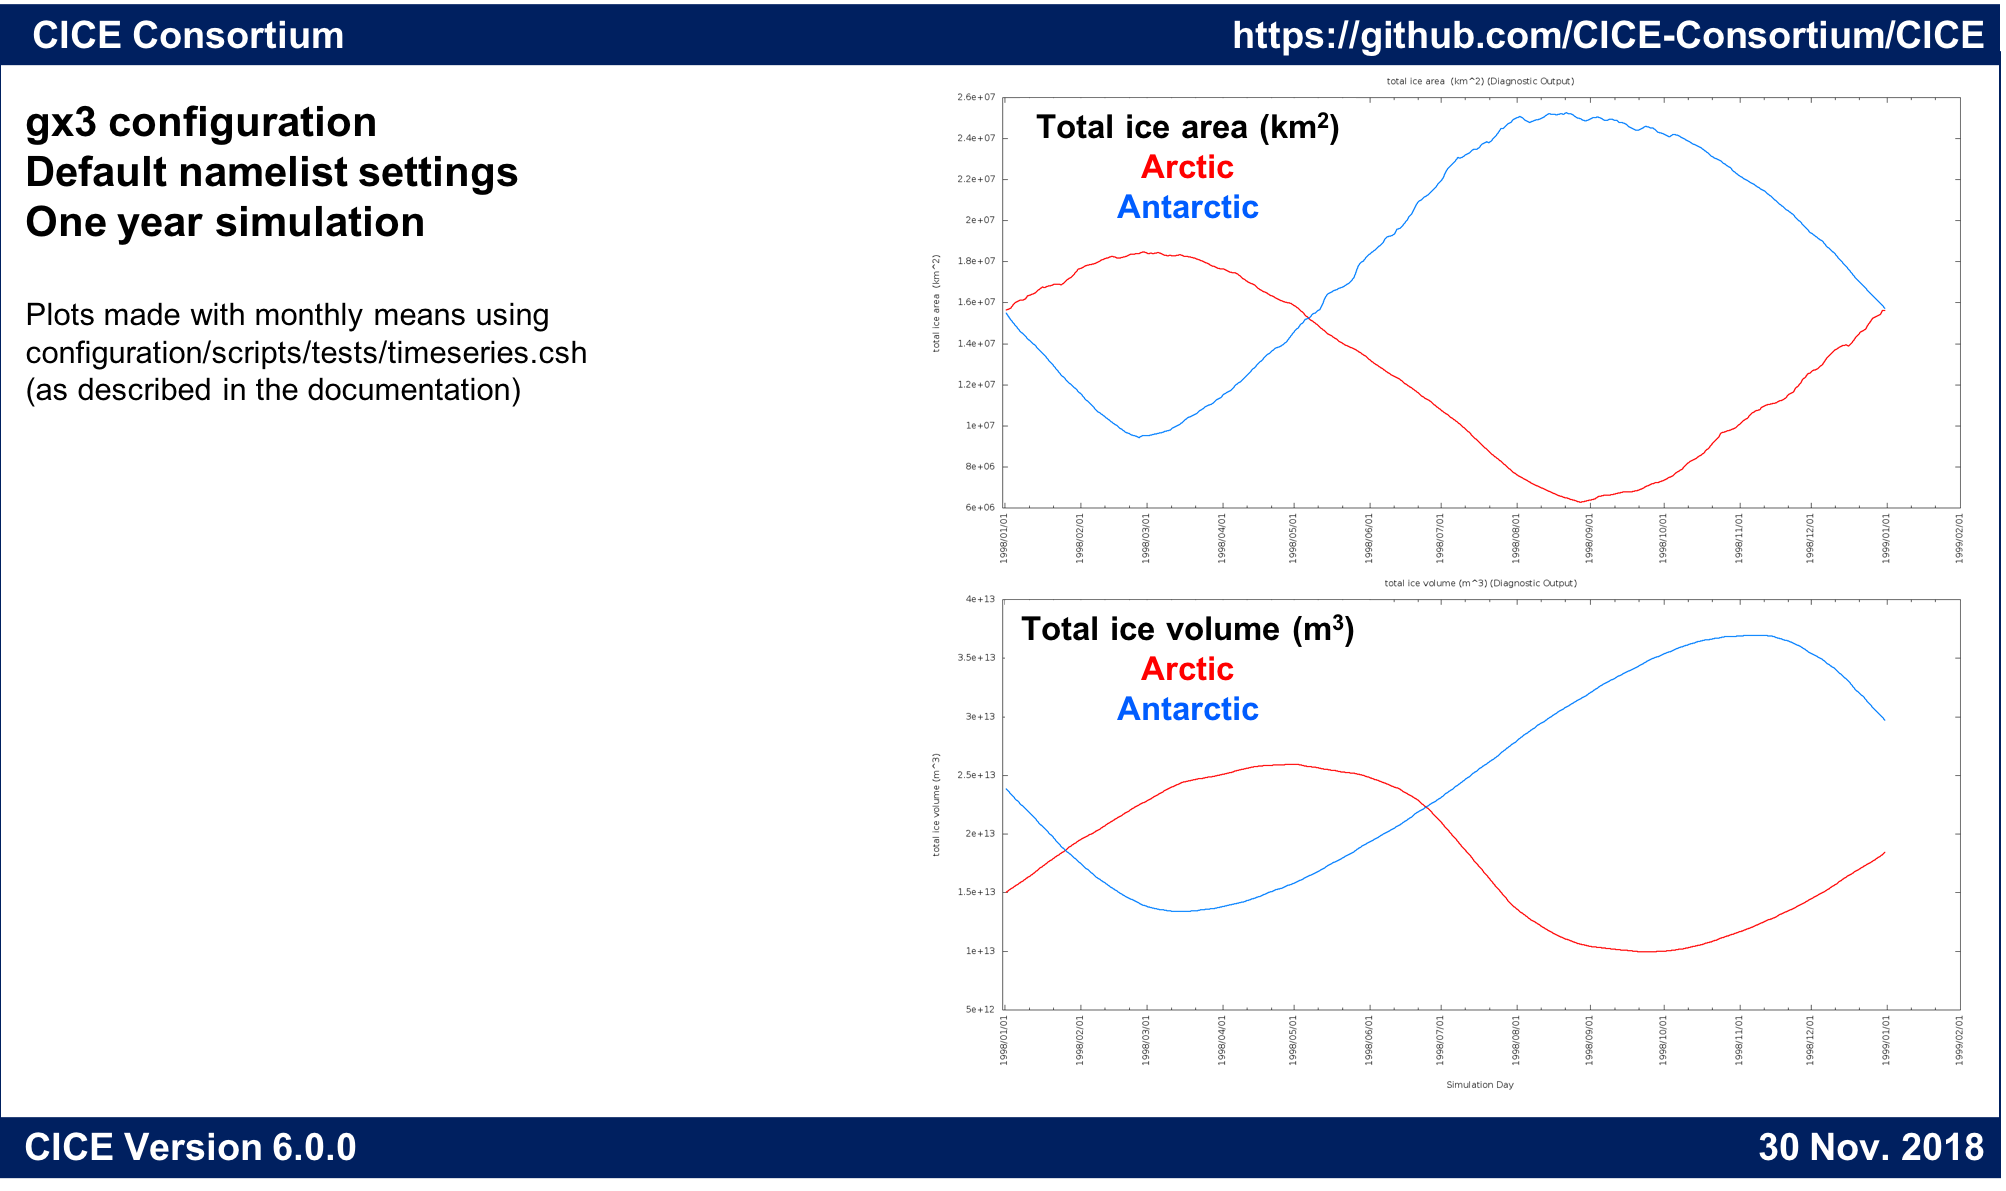 CICE Consortium
https://github.com/CICE-Consortium/CICE
gx3 configuration
Default namelist settings
One year simulation
Plots made with monthly means using
configuration/scripts/tests/timeseries.csh
(as described in the documentation)
total ice area (km^2) (Diagnostic Output)
Total ice area (km²)
Arctic
Antarctic
total ice area (km^2)
2.6e+07
2.4e+07
2.2e+07
2e+07
1.8e+07
1.6e+07
1.4e+07
1.2e+07
1e+07
8e+06
6e+06
1998/01/01
1998/02/01
1998/03/01
1998/04/01
1998/05/01
1998/06/01
1998/07/01
1998/08/01
1998/09/01
1998/10/01
1998/11/01
1998/12/01
1999/01/01
1999/02/01
total ice volume (m^3) (Diagnostic Output)
Total ice volume (m³)
Arctic
Antarctic
total ice volume (m^3)
4e+13
3.5e+13
3e+13
2.5e+13
2e+13
1.5e+13
1e+13
5e+12
1998/01/01
1998/02/01
1998/03/01
1998/04/01
1998/05/01
1998/06/01
1998/07/01
1998/08/01
1998/09/01
1998/10/01
1998/11/01
1998/12/01
1999/01/01
1999/02/01
Simulation Day
CICE Version 6.0.0
30 Nov. 2018